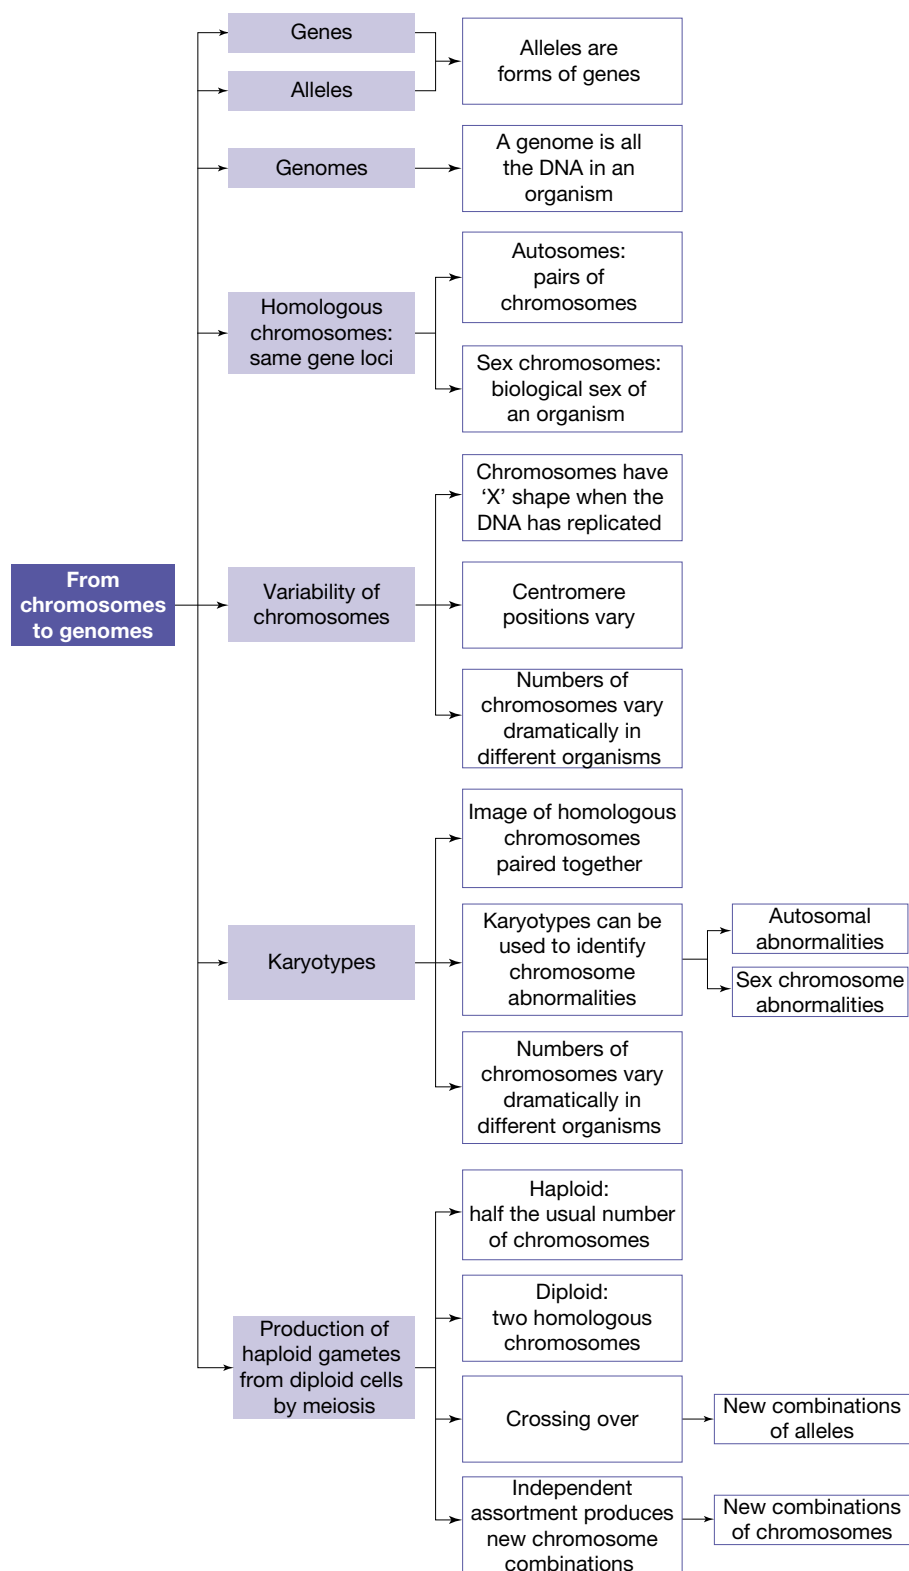 Genes
Alleles
Alleles are
forms of genes
Genomes
A genome is all
the DNA in an
organism
Homologous
chromosomes:
same gene loci
Autosomes:
pairs of
chromosomes
Sex chromosomes:
biological sex of
an organism
From
chromosomes
to genomes
Variability of
chromosomes
Chromosomes have
‘X’ shape when the
DNA has replicated
Centromere
positions vary
Numbers of
chromosomes vary
dramatically in
different organisms
Karyotypes
Image of homologous
chromosomes
paired together
Karyotypes can be
used to identify
chromosome
abnormalities
Autosomal
abnormalities
Sex chromosome
abnormalities
Numbers of
chromosomes vary
dramatically in
different organisms
Production of
haploid gametes
from diploid cells
by meiosis
Haploid:
half the usual number
of chromosomes
Diploid:
two homologous
chromosomes
Crossing over
New combinations
of alleles
Independent
assortment produces
new chromosome
combinations
New combinations
of chromosomes